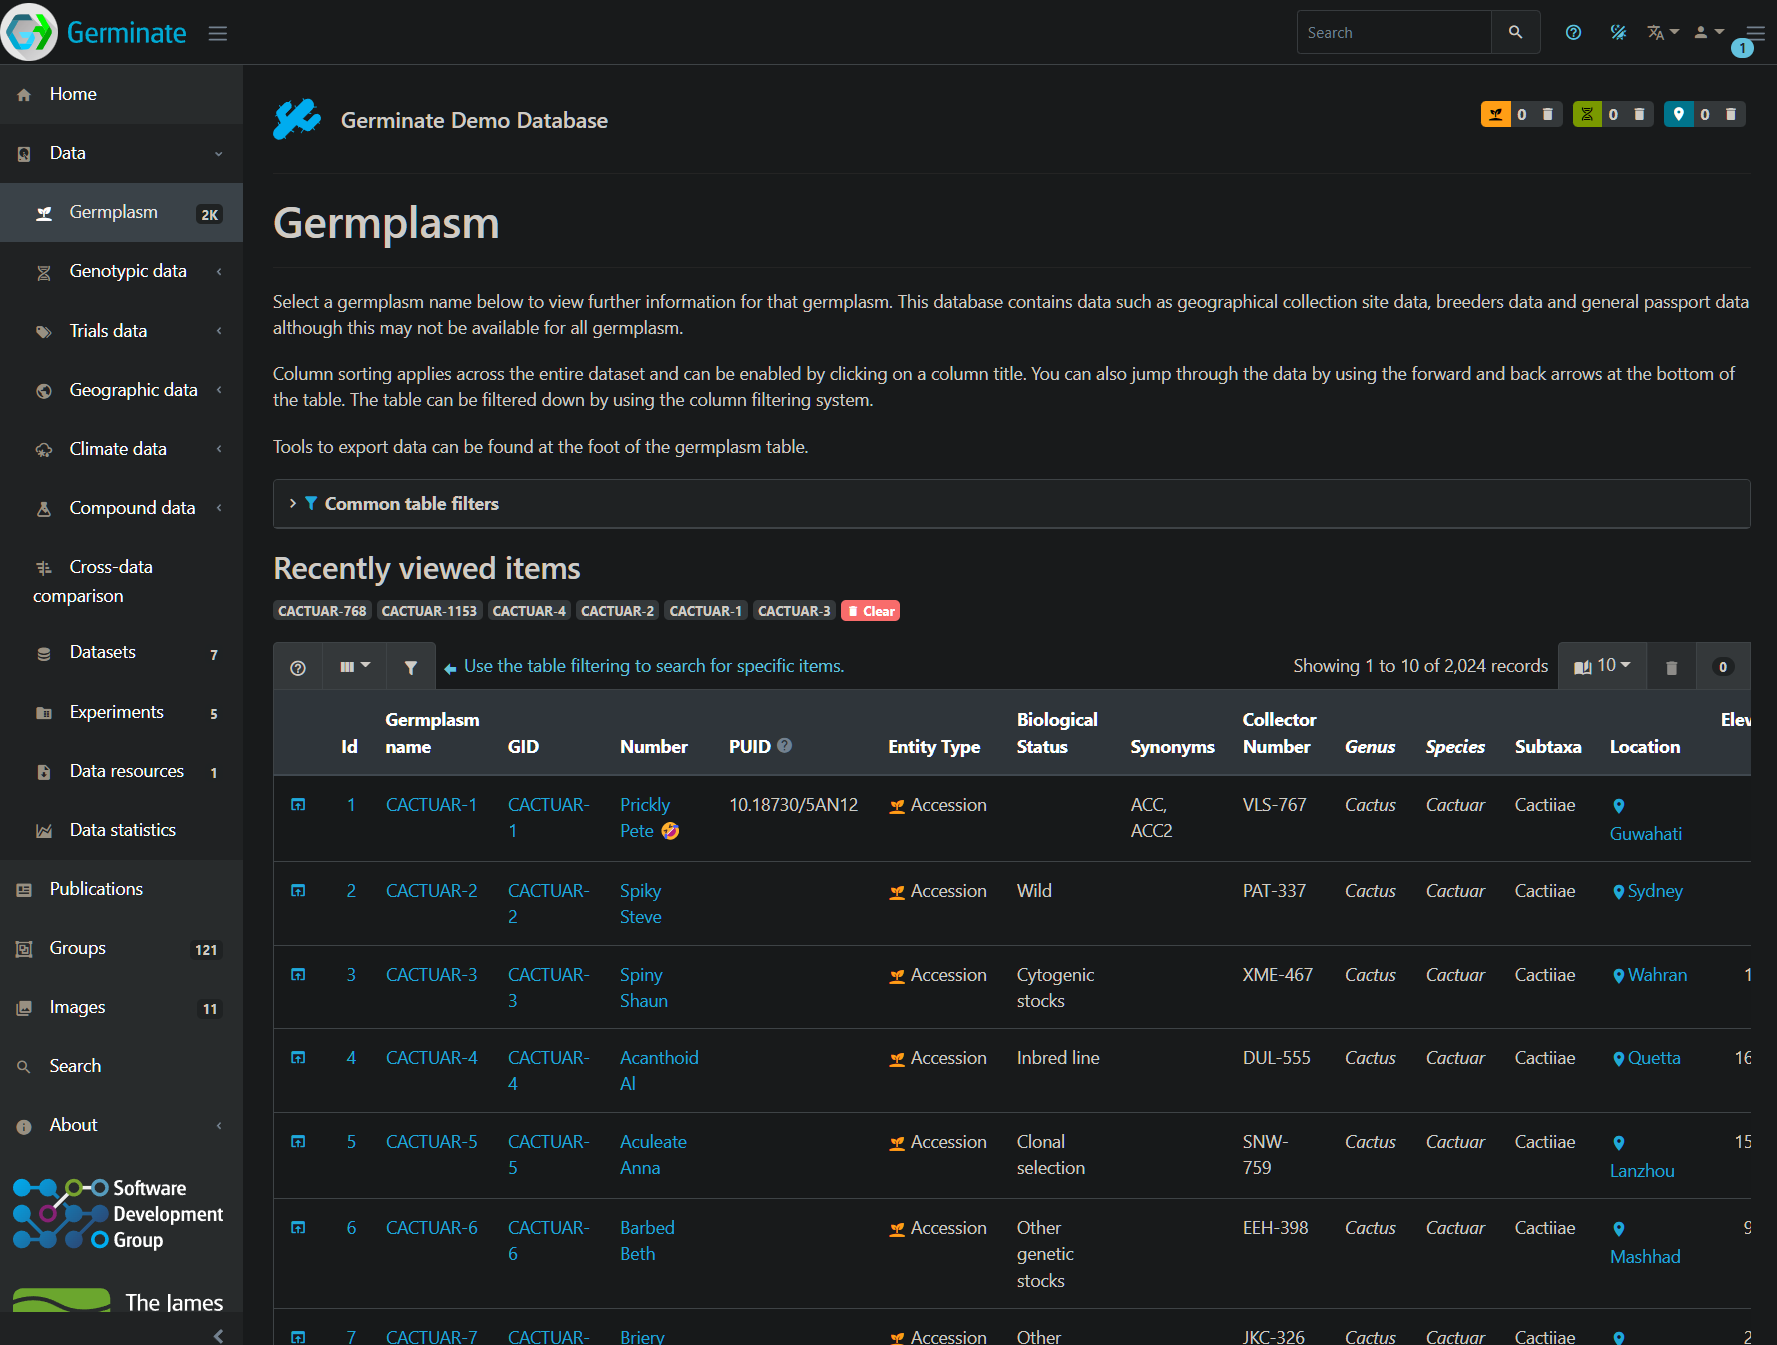 Germinate
Search
1
Home
Data
Germplasm 2K
Genotypic data
Trials data
Geographic data
Climate data
Compound data
Cross-data
comparison
Datasets 7
Experiments 5
Data resources 1
Data statistics
Publications
Groups 121
Images 11
Search
About
Software
Development
Group
The James
Germinate Demo Database
0 0 0
Germplasm
Select a germplasm name below to view further information for that germplasm. This database contains data such as geographical collection site data, breeders data and general passport data
although this may not be available for all germplasm.
Column sorting applies across the entire dataset and can be enabled by clicking on a column title. You can also jump through the data by using the forward and back arrows at the bottom of
the table. The table can be filtered down by using the column filtering system.
Tools to export data can be found at the foot of the germplasm table.
Common table filters
Recently viewed items
CACTUAR-768 CACTUAR-1153 CACTUAR-4 CACTUAR-2 CACTUAR-1 CACTUAR-3 Clear
Use the table filtering to search for specific items. Showing 1 to 10 of 2,024 records 10 0
Id Germplasm name GID Number PUID Entity Type Biological Status Synonyms Collector Number Genus Species Subtaxa Location Elev
1 CACTUAR-1 CACTUAR-1 Prickly Pete 🤣 10.18730/5AN12 Accession ACC, ACC2 VLS-767 Cactus Cactuar Cactiiae Guwahati
2 CACTUAR-2 CACTUAR-2 Spiky Steve Accession Wild PAT-337 Cactus Cactuar Cactiiae Sydney
3 CACTUAR-3 CACTUAR-3 Spiny Shaun Accession Cytogenic stocks XME-467 Cactus Cactuar Cactiiae Wahran 1
4 CACTUAR-4 CACTUAR-4 Acanthoid Al Accession Inbred line DUL-555 Cactus Cactuar Cactiiae Quetta 16
5 CACTUAR-5 CACTUAR-5 Aculeate Anna Accession Clonal selection SNW-759 Cactus Cactuar Cactiiae Lanzhou 15
6 CACTUAR-6 CACTUAR-6 Barbed Beth Accession Other genetic stocks EEH-398 Cactus Cactuar Cactiiae Mashhad 9
7 CACTUAR-7 CACTUAR- Briery Accession Other JKC-326 Cactus Cactuar Cactiiae 2